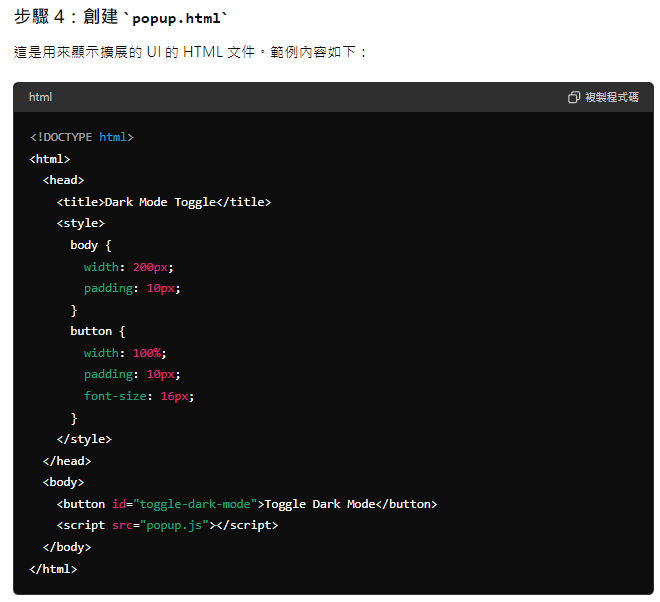 步驟 4：創建 `popup.html`
這是用來顯示擴展的 UI 的 HTML 文件。範例內容如下：
html
複製程式碼
<!DOCTYPE html>
<html>
  <head>
    <title>Dark Mode Toggle</title>
    <style>
      body {
        width: 200px;
        padding: 10px;
      }
      button {
        width: 100%;
        padding: 10px;
        font-size: 16px;
      }
    </style>
  </head>
  <body>
    <button id="toggle-dark-mode">Toggle Dark Mode</button>
    <script src="popup.js"></script>
  </body>
</html>